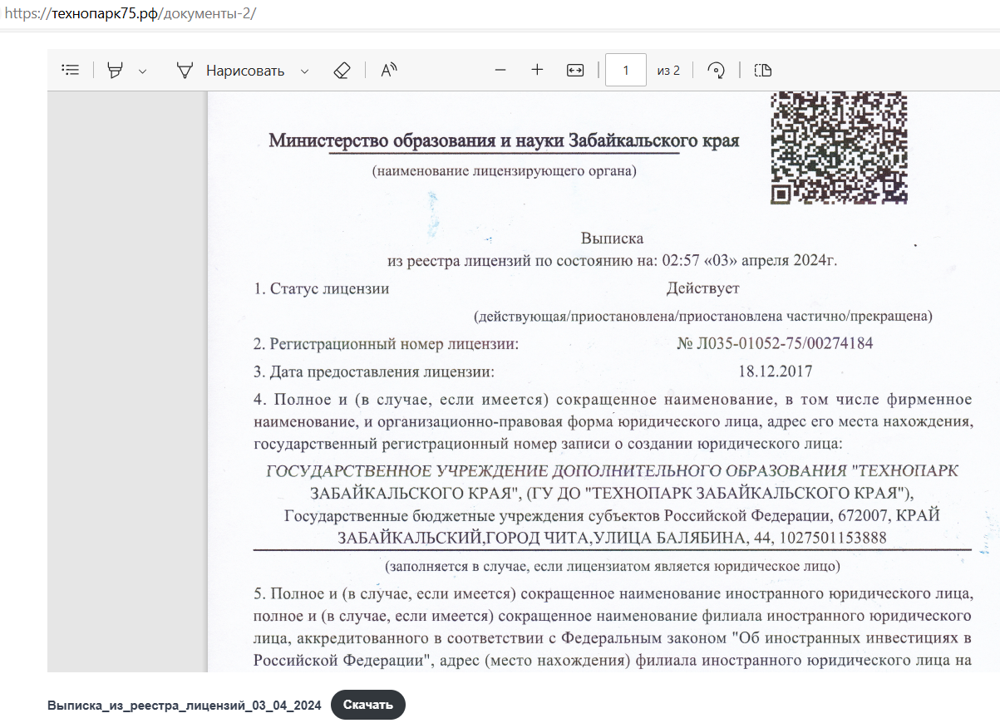 https://технопарк75.рф/документы-2/
Нарисовать
1
из 2
Министерство образования и науки Забайкальского края
(наименование лицензирующего органа)
Выписка
из реестра лицензий по состоянию на: 02:57 «03» апреля 2024г.
1. Статус лицензии Действует
(действующая/приостановлена/приостановлена частично/прекращена)
2. Регистрационный номер лицензии: № Л035-01052-75/00274184
3. Дата предоставления лицензии: 18.12.2017
4. Полное и (в случае, если имеется) сокращенное наименование, в том числе фирменное
наименование, и организационно-правовая форма юридического лица, адрес его места нахождения,
государственный регистрационный номер записи о создании юридического лица:
ГОСУДАРСТВЕННОЕ УЧРЕЖДЕНИЕ ДОПОЛНИТЕЛЬНОГО ОБРАЗОВАНИЯ "ТЕХНОПАРК
ЗАБАЙКАЛЬСКОГО КРАЯ", (ГУ ДО "ТЕХНОПАРК ЗАБАЙКАЛЬСКОГО КРАЯ"),
Государственные бюджетные учреждения субъектов Российской Федерации, 672007, КРАЙ
ЗАБАЙКАЛЬСКИЙ,ГОРОД ЧИТА,УЛИЦА БАЛЯБИНА, 44, 1027501153888
(заполняется в случае, если лицензиатом является юридическое лицо)
5. Полное и (в случае, если имеется) сокращенное наименование иностранного юридического лица,
полное и (в случае, если имеется) сокращенное наименование филиала иностранного юридического
лица, аккредитованного в соответствии с Федеральным законом "Об иностранных инвестициях в
Российской Федерации", адрес (место нахождения) филиала иностранного юридического лица на
Выписка_из_реестра_лицензий_03_04_2024
Скачать